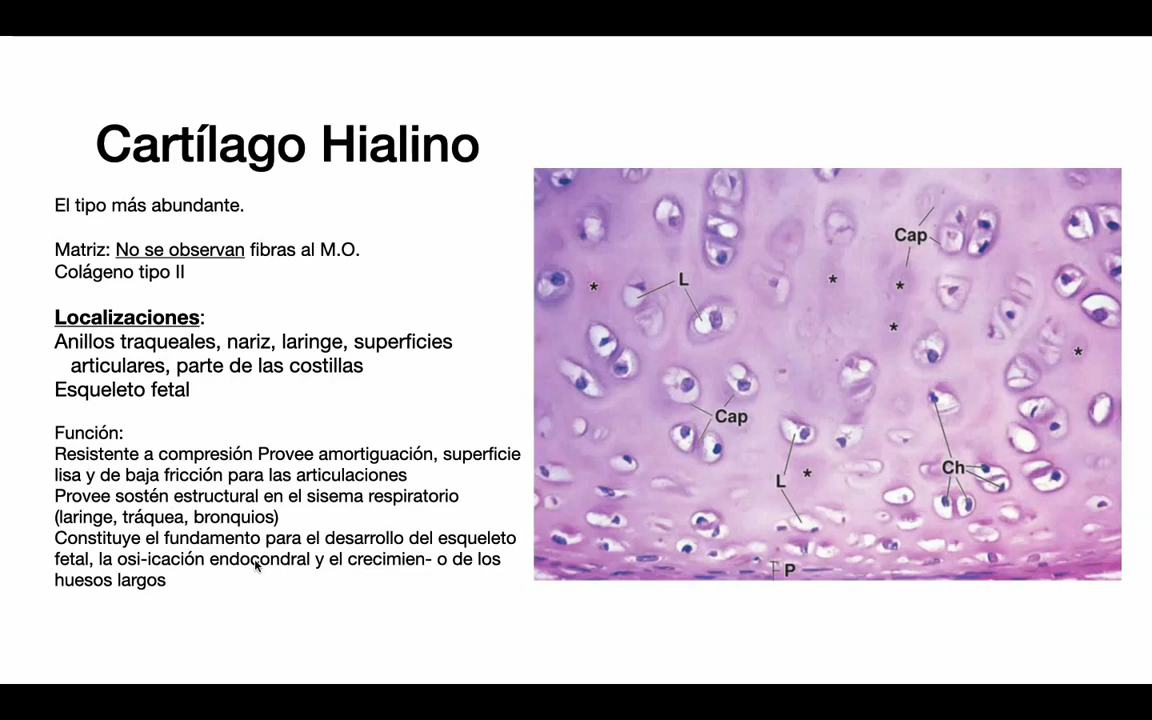 Cartílago Hialino
El tipo más abundante.
Matriz: No se observan fibras al M.O.
Colágeno tipo II
Localizaciones:
Anillos traqueales, nariz, laringe, superficies
articulares, parte de las costillas
Esqueleto fetal
Función:
Resistente a compresión Provee amortiguación, superficie
lisa y de baja fricción para las articulaciones
Provee sostén estructural en el sisema respiratorio
(laringe, tráquea, bronquios)
Constituye el fundamento para el desarrollo del esqueleto
fetal, la osi-icación endocondral y el crecimien- o de los
huesos largos
Cap
L
*
*
*
*
*
Cap
Ch
L
*
P